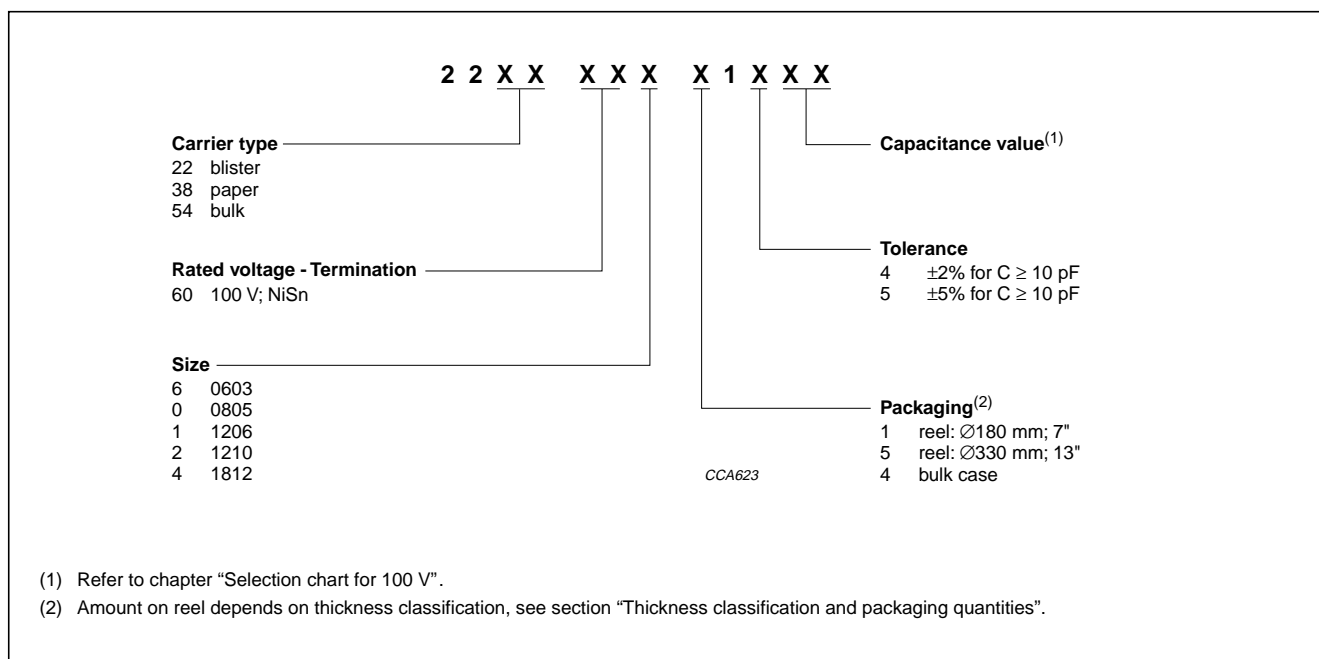 2 2 X X X X X X 1 X X X
Carrier type
22 blister
38 paper
54 bulk
Rated voltage - Termination
60 100 V; NiSn
Size
6 0603
0 0805
1 1206
2 1210
4 1812
Capacitance value(1)
Tolerance
4 ±2% for C ≥ 10 pF
5 ±5% for C ≥ 10 pF
Packaging(2)
1 reel: ∅180 mm; 7"
5 reel: ∅330 mm; 13"
4 bulk case
CCA623
(1) Refer to chapter “Selection chart for 100 V”.
(2) Amount on reel depends on thickness classification, see section “Thickness classification and packaging quantities”.